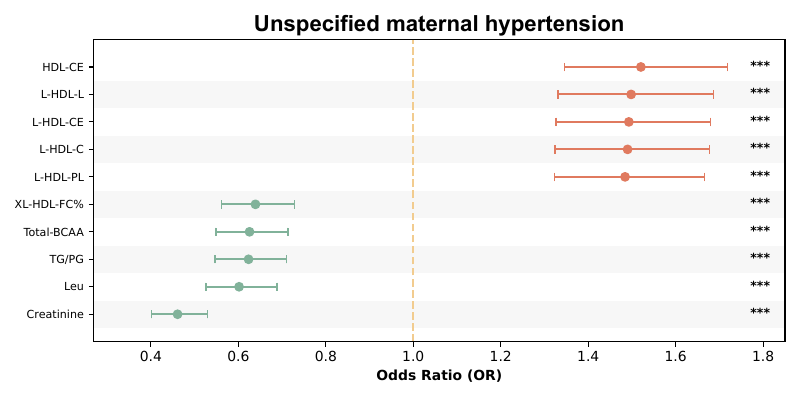 Unspecified maternal hypertension
HDL-CE ***
L-HDL-L ***
L-HDL-CE ***
L-HDL-C ***
L-HDL-PL ***
XL-HDL-FC% ***
Total-BCAA ***
TG/PG ***
Leu ***
Creatinine ***
0.4 0.6 0.8 1.0 1.2 1.4 1.6 1.8
Odds Ratio (OR)